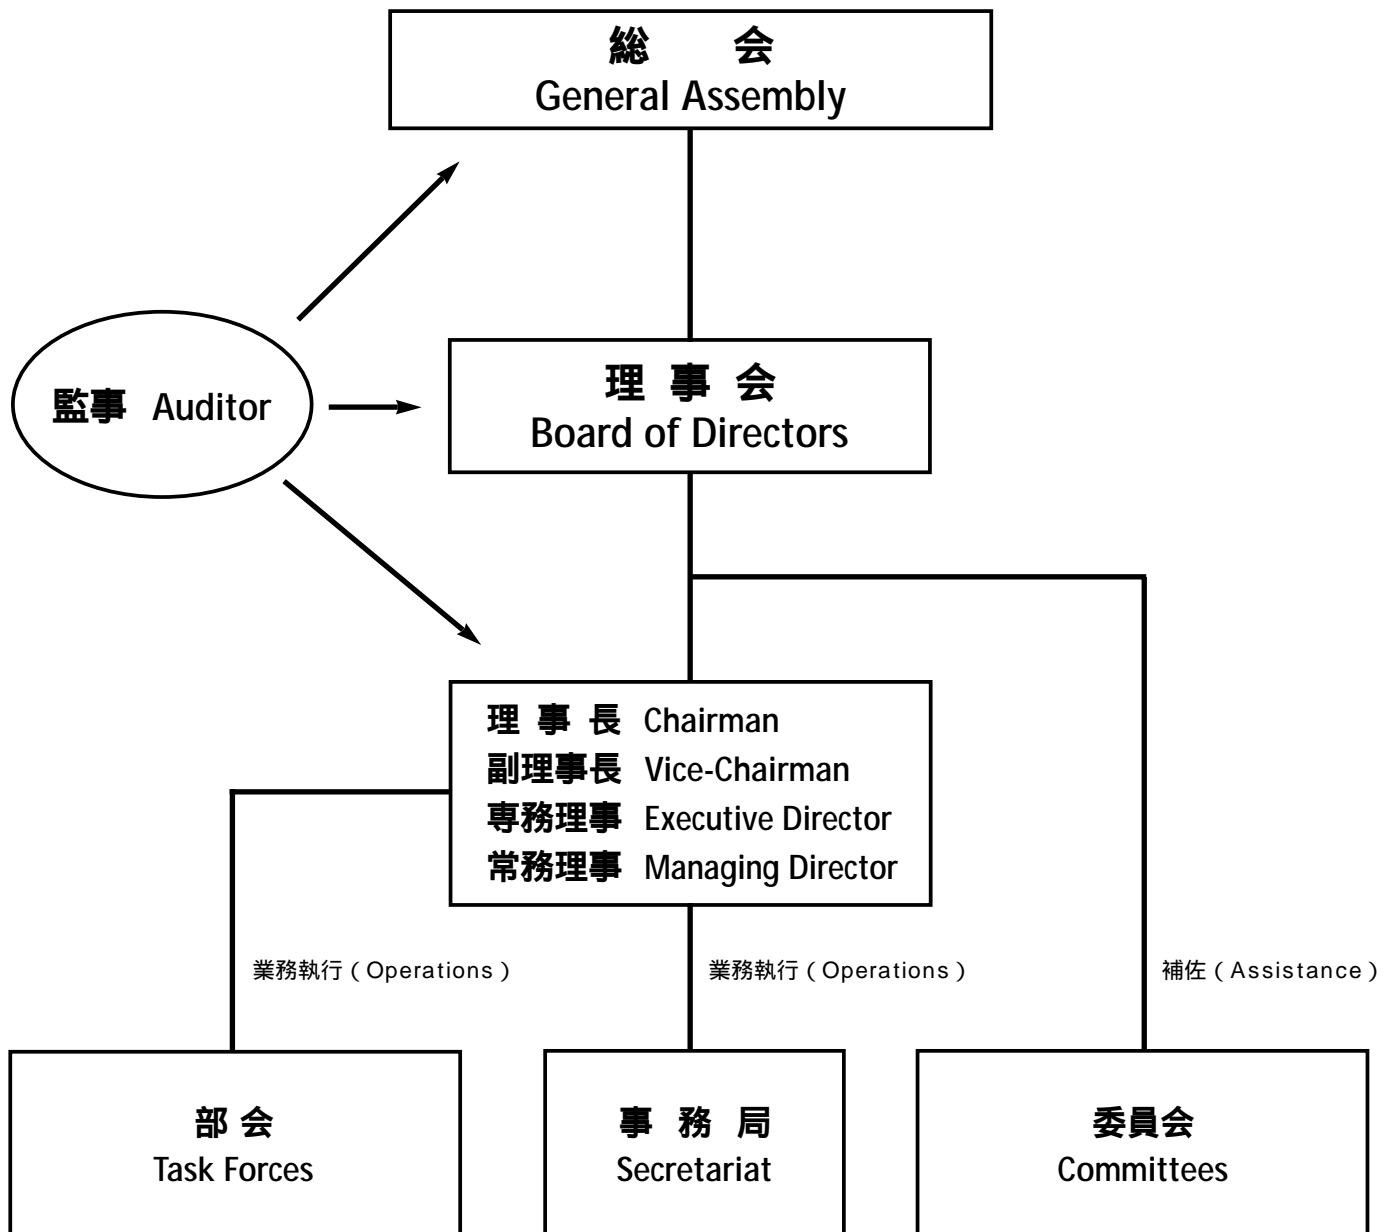 総　会
General Assembly
監事 Auditor
理 事 会
Board of Directors
理 事 長 Chairman
副理事長 Vice-Chairman
専務理事 Executive Director
常務理事 Managing Director
業務執行（Operations）
業務執行（Operations）
補佐（Assistance）
部 会
Task Forces
事 務 局
Secretariat
委員会
Committees